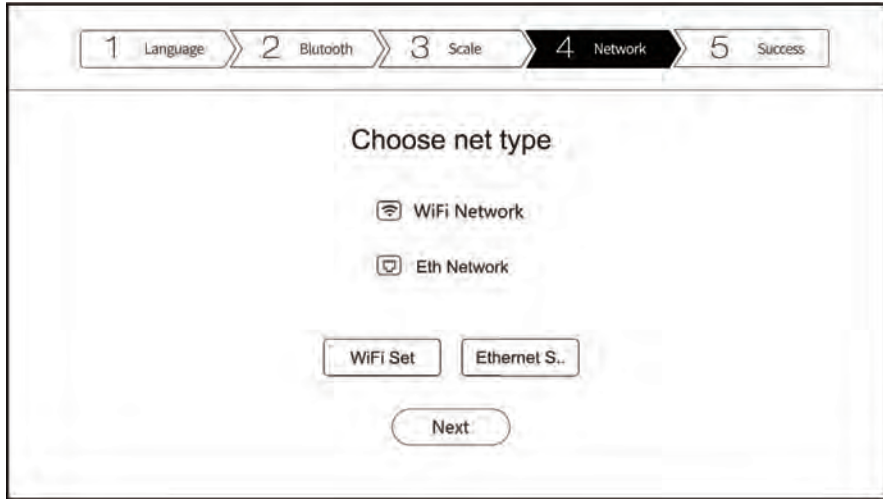 1 Language 2 Blutooth 3 Scale 4 Network 5 Success
Choose net type
WiFi Network
Eth Network
WiFi Set Ethernet S..
Next